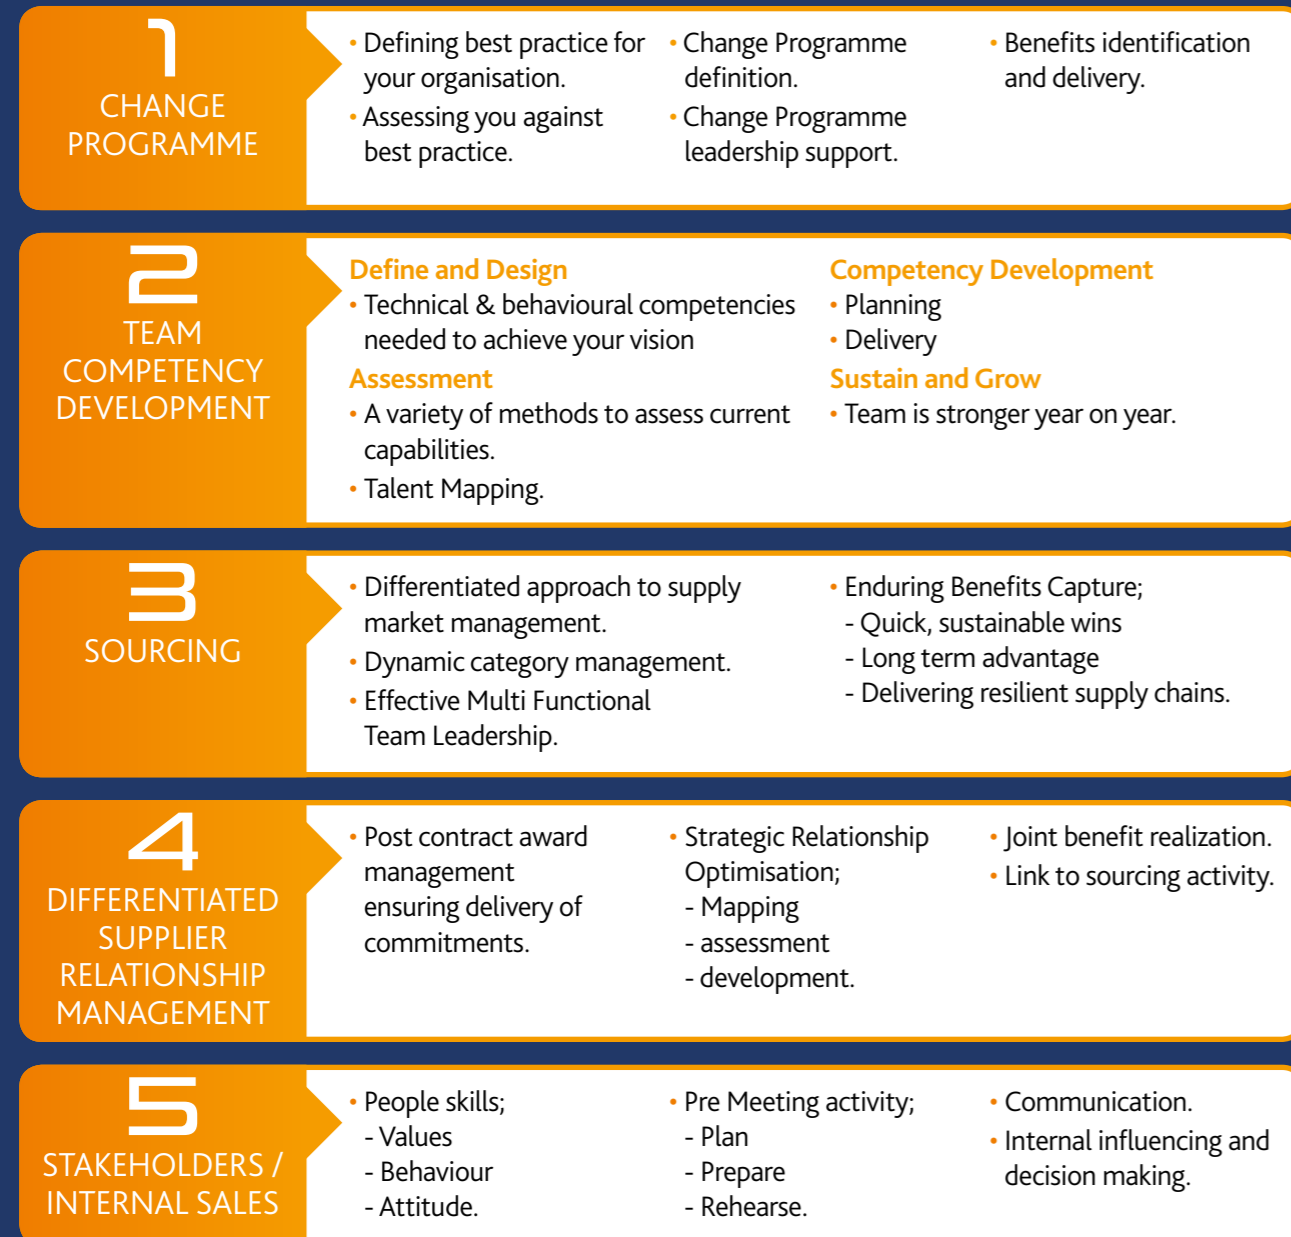 1
CHANGE
PROGRAMME
• Defining best practice for
your organisation.
• Assessing you against
best practice.
• Change Programme
definition.
• Change Programme
leadership support.
• Benefits identification
and delivery.
2
TEAM
COMPETENCY
DEVELOPMENT
Define and Design
• Technical & behavioural competencies
needed to achieve your vision
Assessment
• A variety of methods to assess current
capabilities.
• Talent Mapping.
Competency Development
• Planning
• Delivery
Sustain and Grow
• Team is stronger year on year.
3
SOURCING
• Differentiated approach to supply
market management.
• Dynamic category management.
• Effective Multi Functional
Team Leadership.
• Enduring Benefits Capture;
- Quick, sustainable wins
- Long term advantage
- Delivering resilient supply chains.
4
DIFFERENTIATED
SUPPLIER
RELATIONSHIP
MANAGEMENT
• Post contract award
management
ensuring delivery of
commitments.
• Strategic Relationship
Optimisation;
- Mapping
- assessment
- development.
• Joint benefit realization.
• Link to sourcing activity.
5
STAKEHOLDERS /
INTERNAL SALES
• People skills;
- Values
- Behaviour
- Attitude.
• Pre Meeting activity;
- Plan
- Prepare
- Rehearse.
• Communication.
• Internal influencing and
decision making.